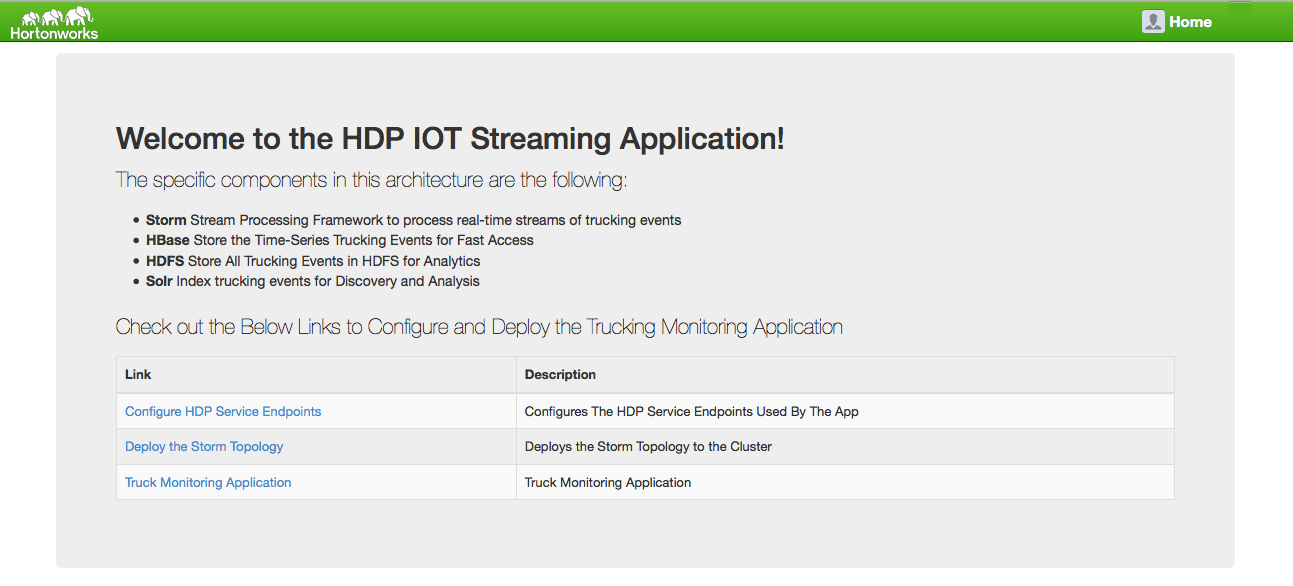 Hortonworks
Home
Welcome to the HDP IOT Streaming Application!
The specific components in this architecture are the following:
Storm Stream Processing Framework to process real-time streams of trucking events
HBase Store the Time-Series Trucking Events for Fast Access
HDFS Store All Trucking Events in HDFS for Analytics
Solr Index trucking events for Discovery and Analysis
Check out the Below Links to Configure and Deploy the Trucking Monitoring Application
Link Description
Configure HDP Service Endpoints Configures The HDP Service Endpoints Used By The App
Deploy the Storm Topology Deploys the Storm Topology to the Cluster
Truck Monitoring Application Truck Monitoring Application